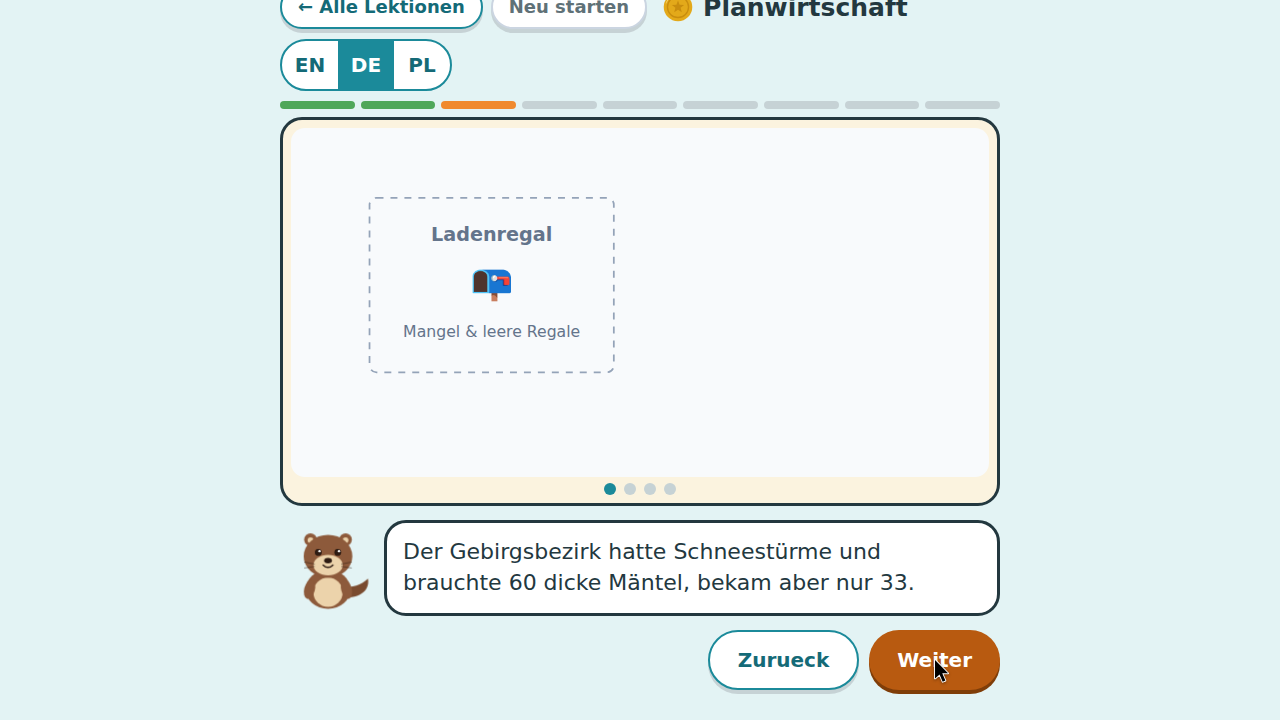 ← Alle Lektionen
Neu starten
Planwirtschaft
EN DE PL
Ladenregal
Mangel & leere Regale
Der Gebirgsbezirk hatte Schneestürme und
brauchte 60 dicke Mäntel, bekam aber nur 33.
Zurueck
Weiter